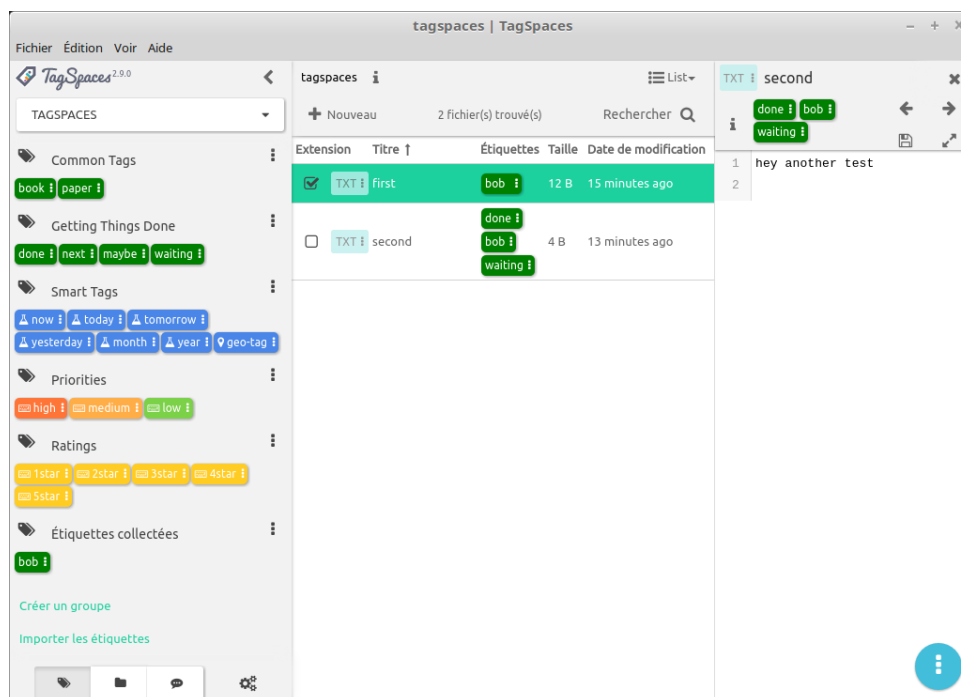 tagspaces | TagSpaces
Fichier Édition Voir Aide
TagSpaces 2.9.0
TAGSPACES
Common Tags
book paper
Getting Things Done
done next maybe waiting
Smart Tags
now today tomorrow
yesterday month year geo-tag
Priorities
high medium low
Ratings
1star 2star 3star 4star
5star
Étiquettes collectées
bob
Créer un groupe
Importer les étiquettes
tagspaces List
Nouveau 2 fichier(s) trouvé(s) Rechercher
Extension Titre Étiquettes Taille Date de modification
TXT first bob 12 B 15 minutes ago
done
TXT second bob 4 B 13 minutes ago
waiting
TXT second
done bob
waiting
1 hey another test
2